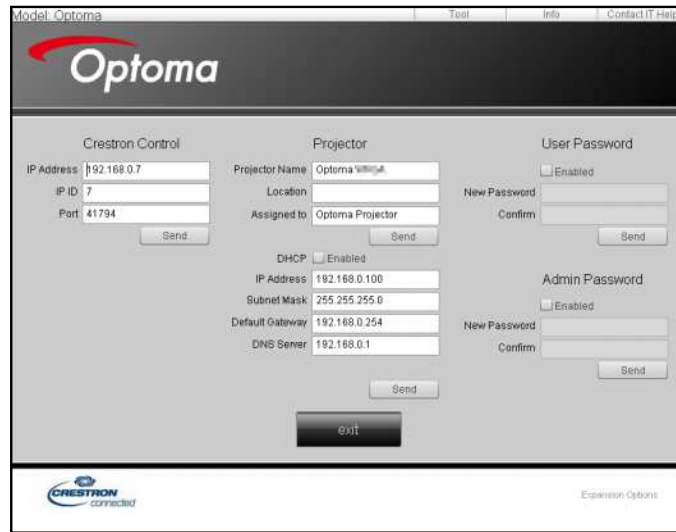 Model: Optoma
Tool
Info
Contact IT Help
Optoma
Crestron Control
IP Address 192.168.0.7
IP ID 7
Port 41794
Send
Projector
Projector Name Optoma
Location
Assigned to Optoma Projector
Send
DHCP Enabled
IP Address 192.168.0.100
Subnet Mask 255.255.255.0
Default Gateway 192.168.0.254
DNS Server 192.168.0.1
Send
User Password
Enabled
New Password
Confirm
Send
Admin Password
Enabled
New Password
Confirm
Send
exit
CRESTRON
connected
Expansion Options